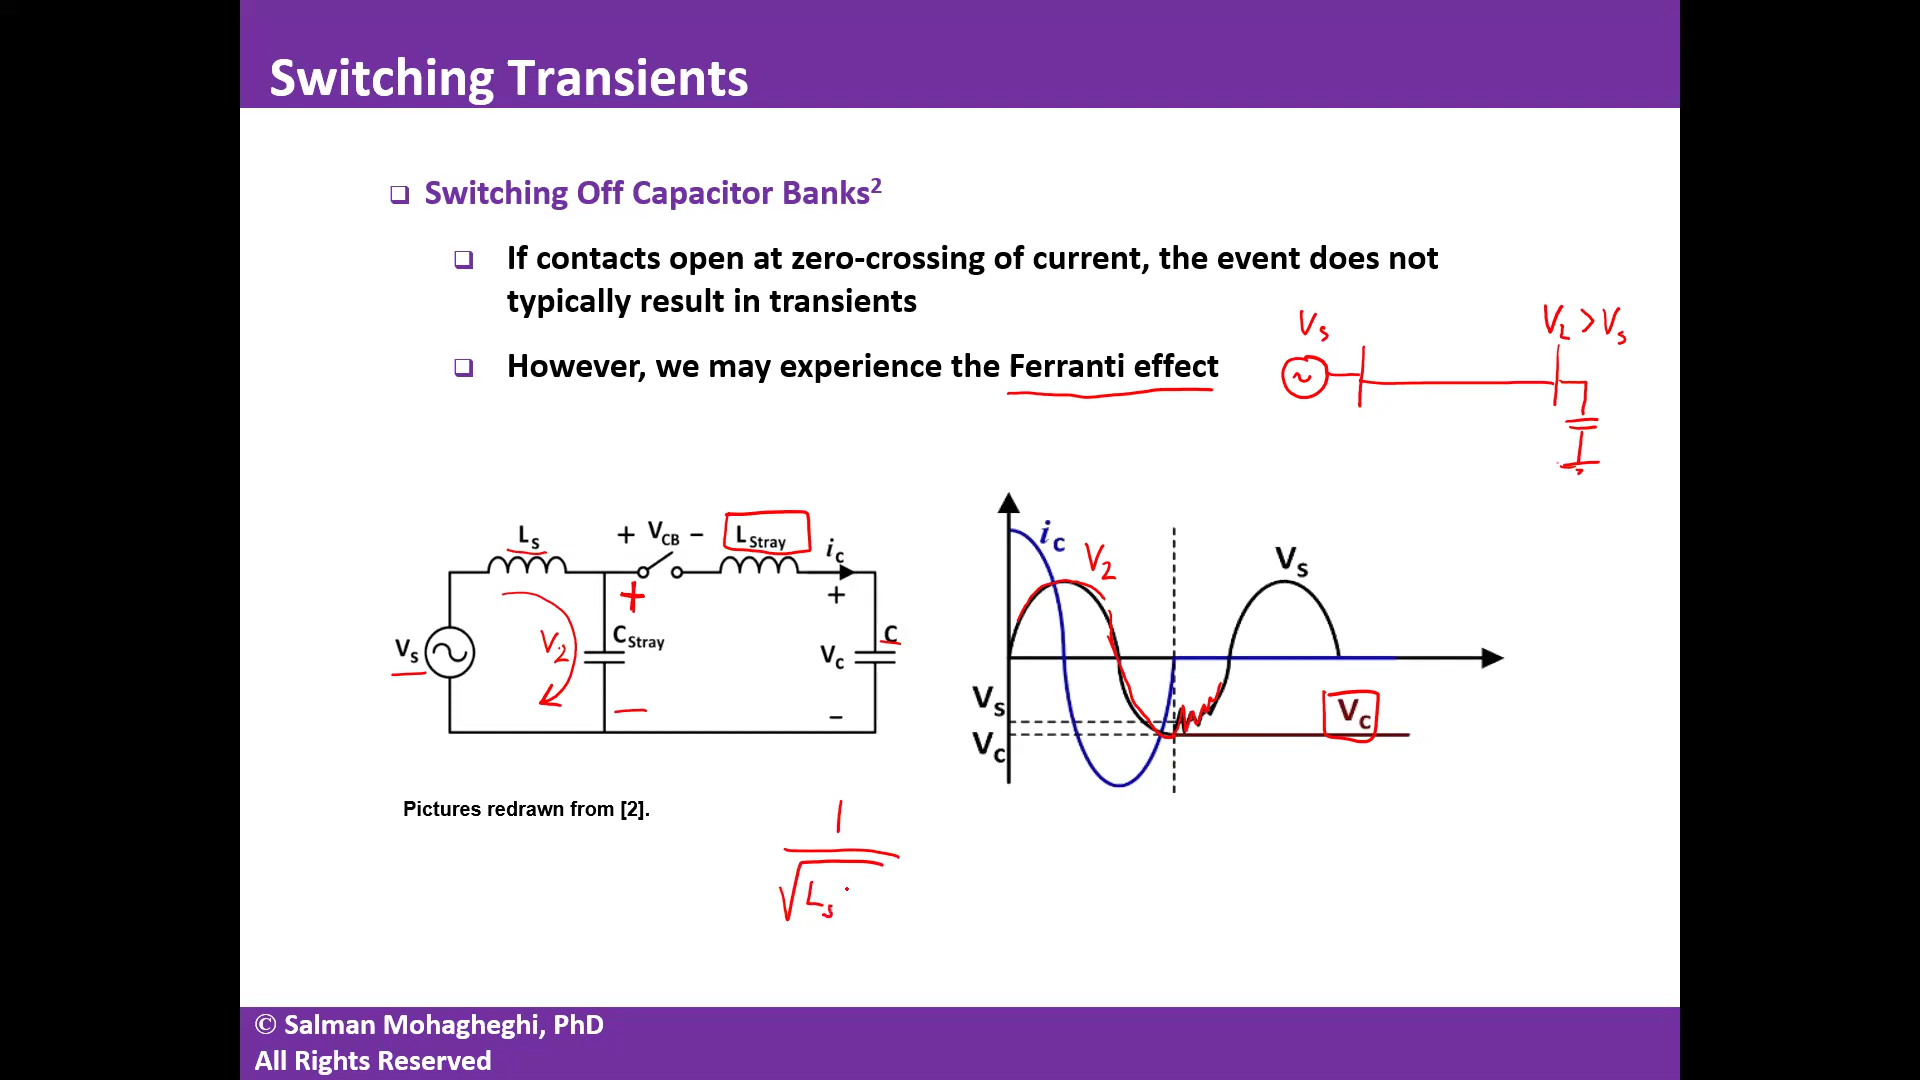 Switching Transients
❑ Switching Off Capacitor Banks²
❑ If contacts open at zero-crossing of current, the event does not
typically result in transients
❑ However, we may experience the Ferranti effect
Vs
V2 > Vs
Ls
+ VCB −
LStray
iC
+
+
V2
CStray
Vs
VC
C
−
−
iC
V2
Vs
Vs
VC
VC
Pictures redrawn from [2].
1
√Ls
© Salman Mohagheghi, PhD
All Rights Reserved